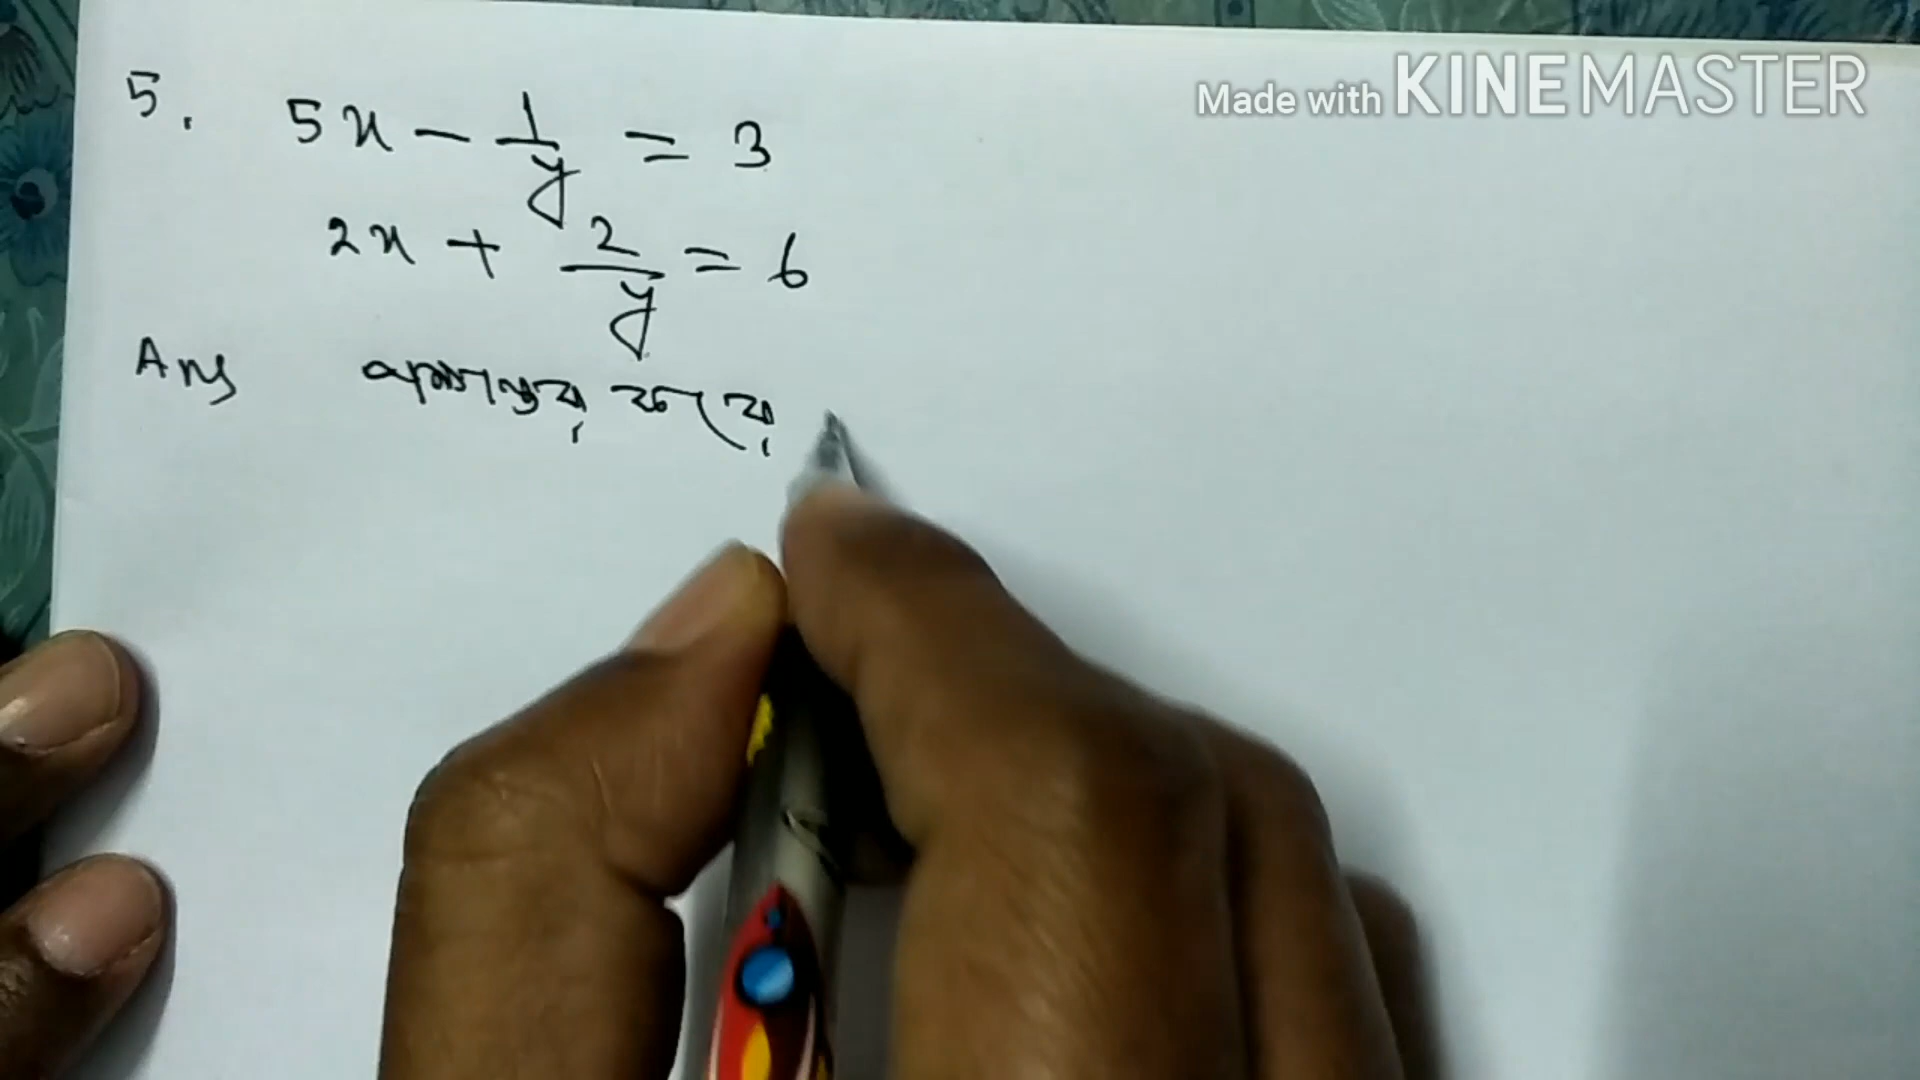 Made with KINEMASTER
5. 5x - 1/y = 3
2x + 2/y = 6
Ans